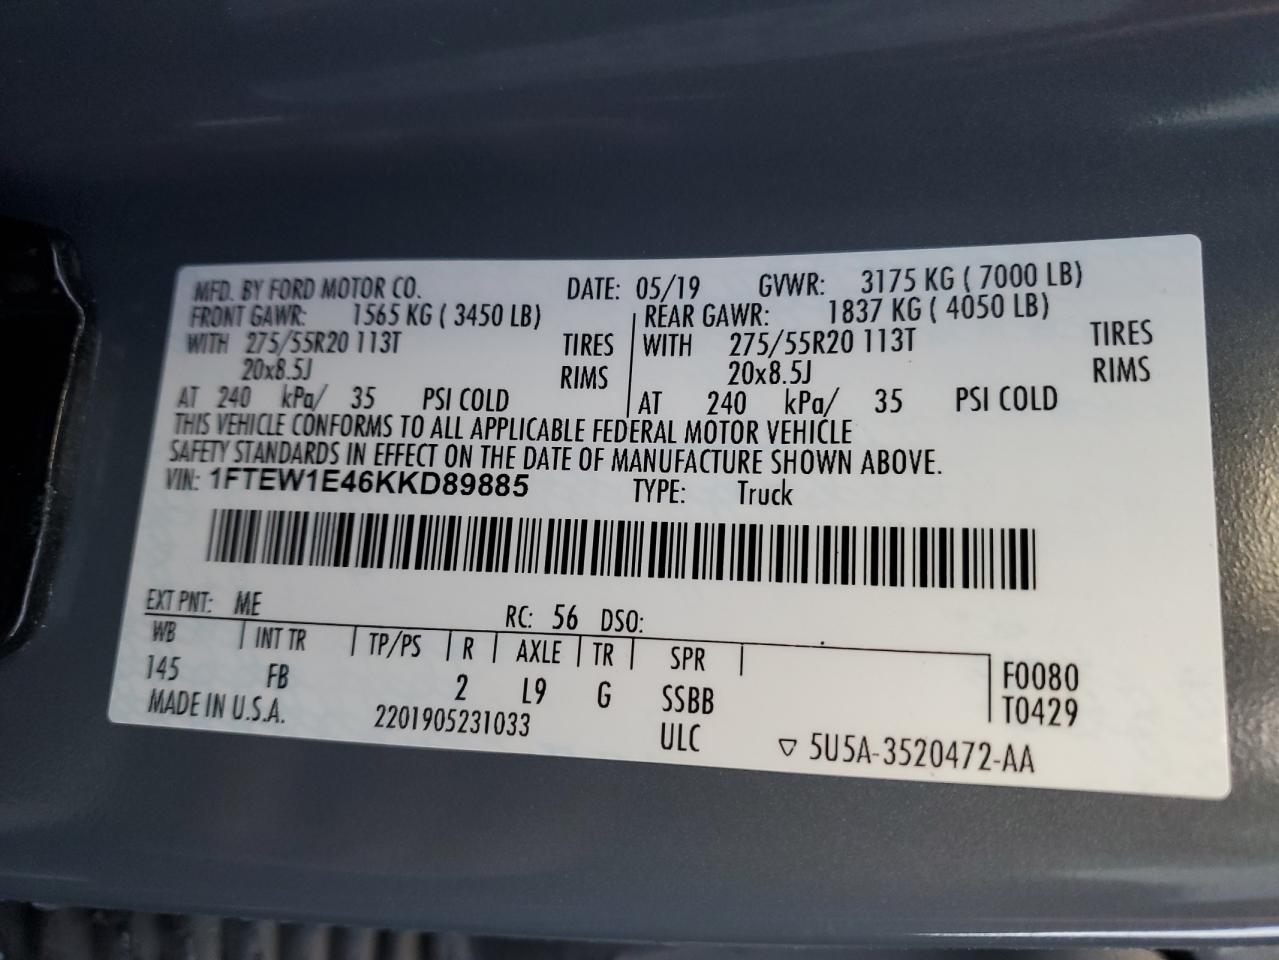 MFD. BY FORD MOTOR CO. DATE: 05/19 GVWR: 3175 KG ( 7000 LB)
FRONT GAWR: 1565 KG ( 3450 LB) REAR GAWR: 1837 KG ( 4050 LB)
WITH 275/55R20 113T TIRES WITH 275/55R20 113T TIRES
20x8.5J RIMS 20x8.5J RIMS
AT 240 kPa/ 35 PSI COLD AT 240 kPa/ 35 PSI COLD
THIS VEHICLE CONFORMS TO ALL APPLICABLE FEDERAL MOTOR VEHICLE
SAFETY STANDARDS IN EFFECT ON THE DATE OF MANUFACTURE SHOWN ABOVE.
VIN: 1FTEW1E46KKD89885 TYPE: Truck
EXT PNT: ME RC: 56 DSO:
WB INT TR TP/PS R AXLE TR SPR
145 FB 2 L9 G SSBB F0080
MADE IN U.S.A. 2201905231033 ULC T0429
▽ 5U5A-3520472-AA